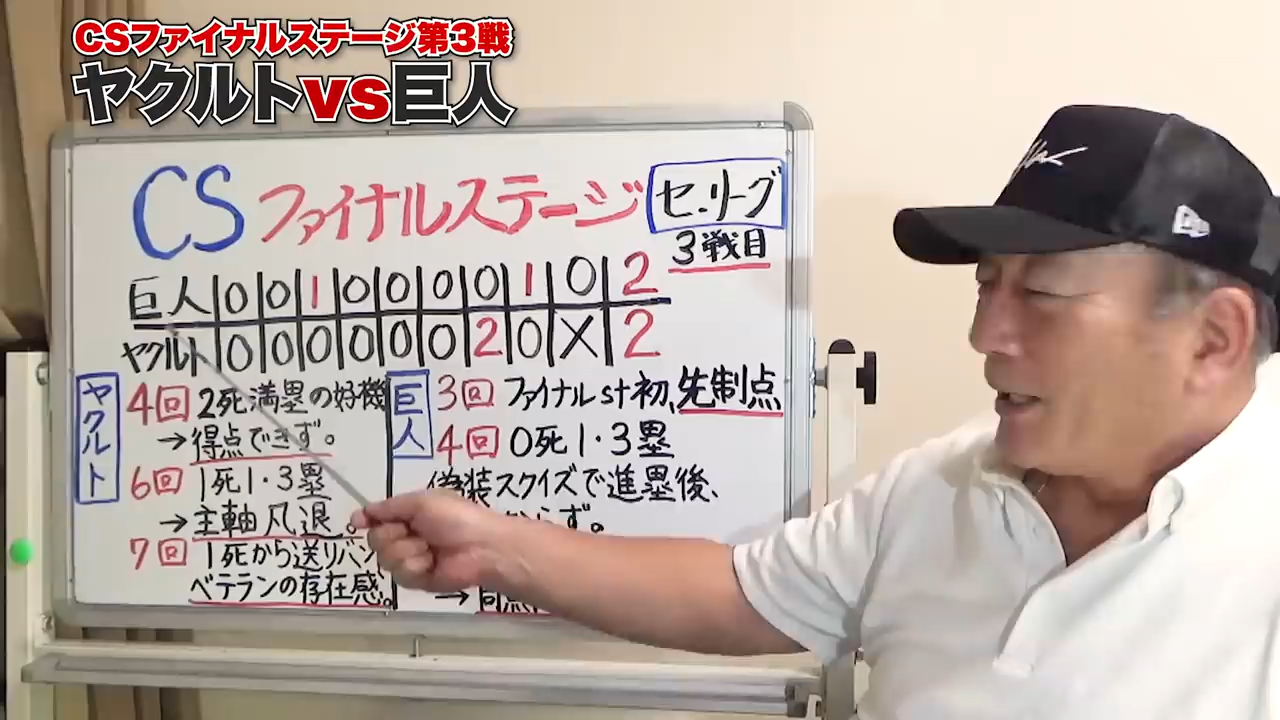 CSファイナルステージ第3戦
ヤクルトvs巨人
CS ファイナルステージ セ・リーグ
3戦目
巨人 0 0 1 0 0 0 0 1 0 2
ヤクルト 0 0 0 0 0 0 2 0 X 2
ヤクルト
4回 2死満塁の好機
→得点できず。
6回 1死1・3塁
→主軸凡退。
7回 1死から送りバン
ベテランの存在感。
巨人
3回 ファイナルst初、先制点
4回 0死1・3塁
偽装スクイズで進塁後、
らず。
→同点